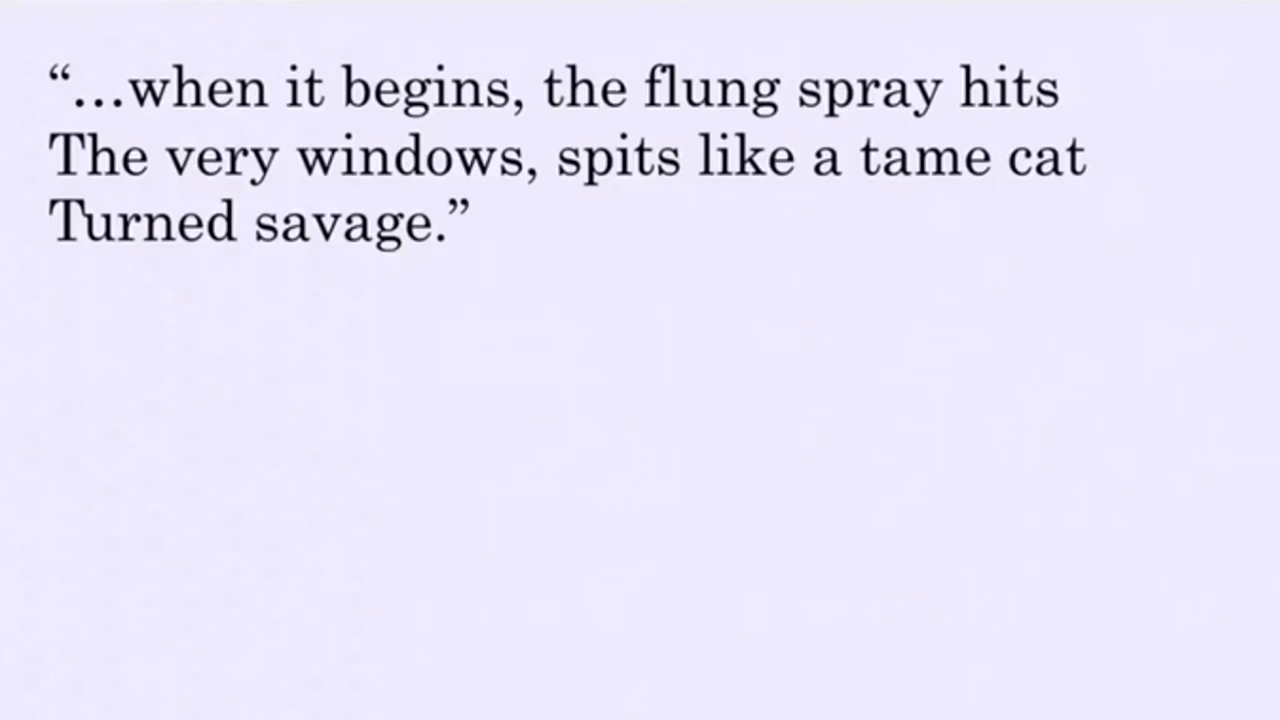 “…when it begins, the flung spray hits
The very windows, spits like a tame cat
Turned savage.”